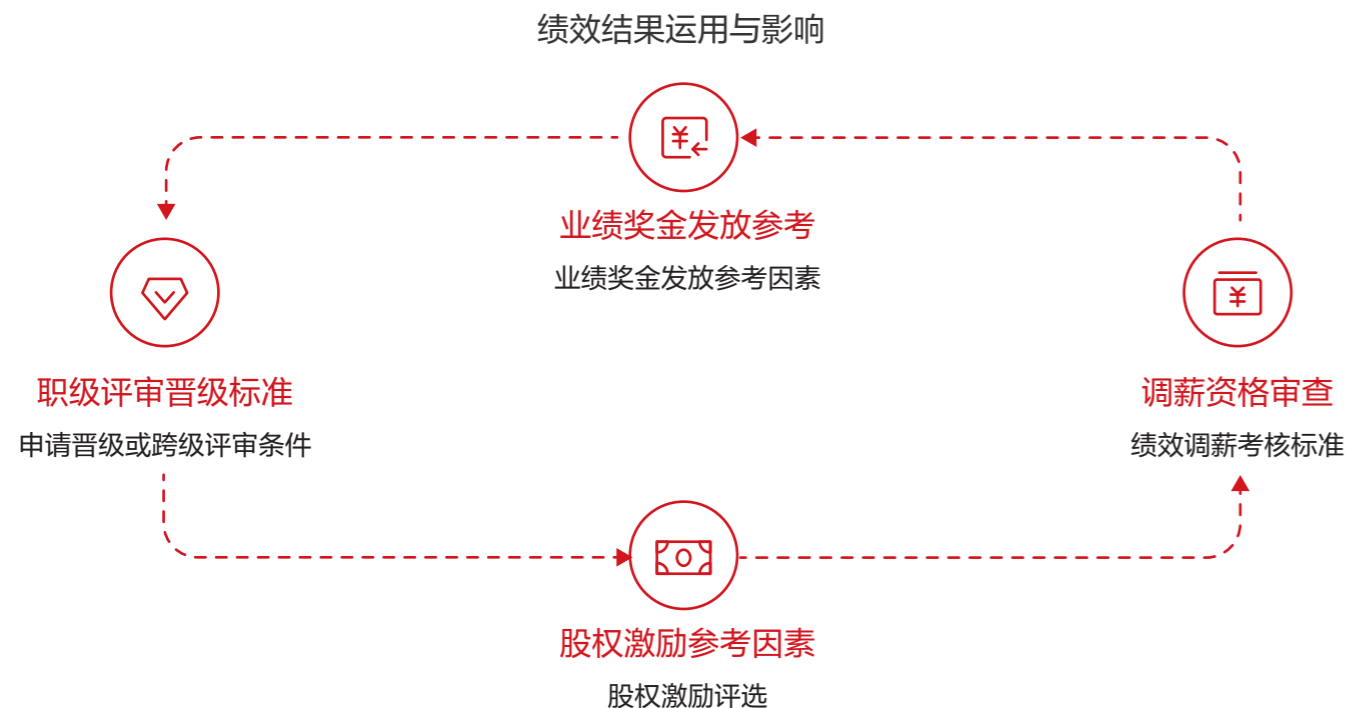 绩效结果运用与影响
业绩奖金发放参考
业绩奖金发放参考因素
职级评审晋级标准
申请晋级或跨级评审条件
调薪资格审查
绩效调薪考核标准
股权激励参考因素
股权激励评选